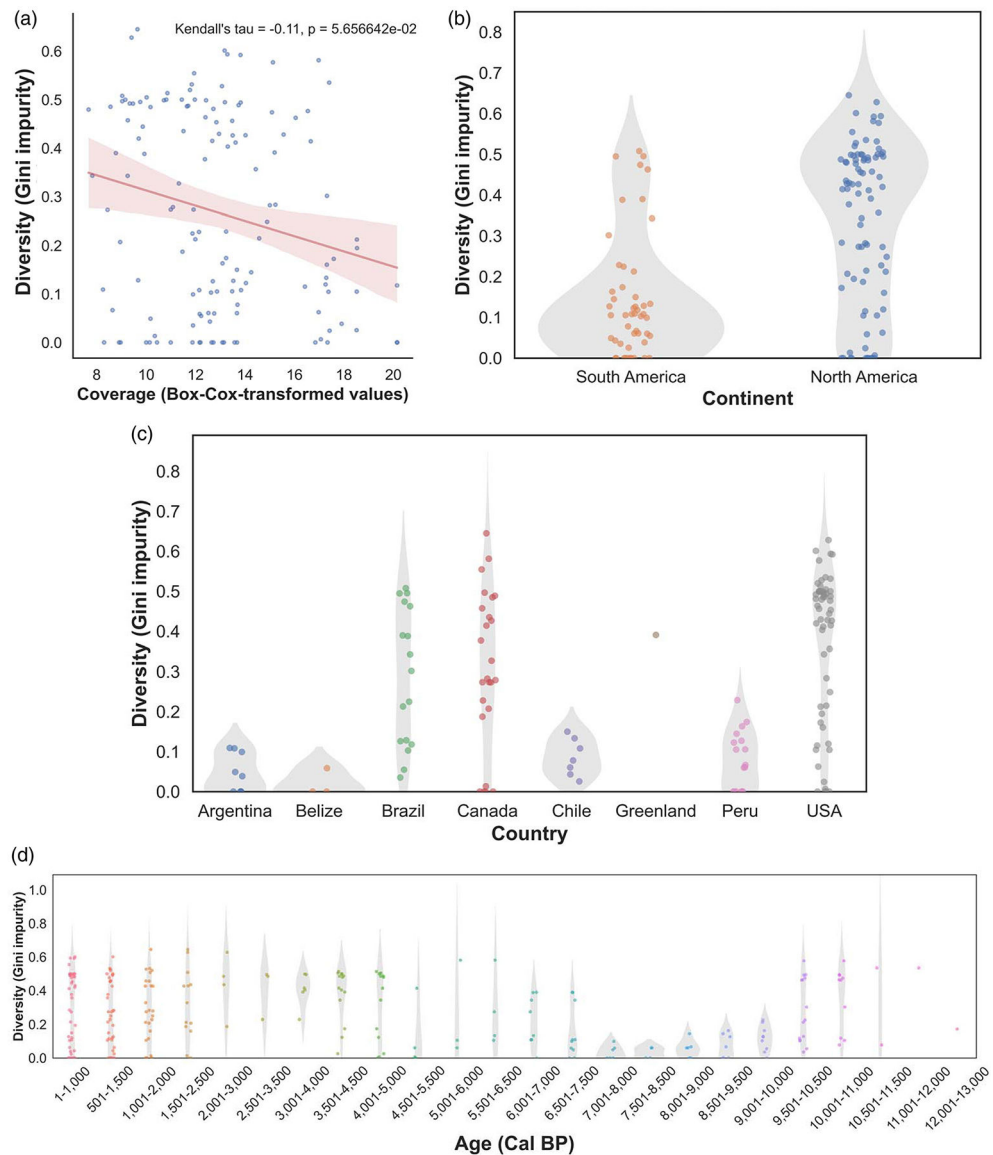 (a)
Kendall's tau = -0.11, p = 5.656642e-02
Diversity (Gini impurity)
0.6
0.5
0.4
0.3
0.2
0.1
0.0
8 10 12 14 16 18 20
Coverage (Box-Cox-transformed values)
(b)
Diversity (Gini impurity)
0.8
0.7
0.6
0.5
0.4
0.3
0.2
0.1
0.0
South America North America
Continent
(c)
Diversity (Gini impurity)
0.8
0.7
0.6
0.5
0.4
0.3
0.2
0.1
0.0
Argentina Belize Brazil Canada Chile Greenland Peru USA
Country
(d)
Diversity (Gini impurity)
1.0
0.8
0.6
0.4
0.2
0.0
1-1,000 501-1,500 1,001-2,000 1,501-2,500 2,001-3,000 2,501-3,500 3,001-4,000 3,501-4,500 4,001-5,000 4,501-5,500 5,001-6,000 5,501-6,500 6,001-7,000 6,501-7,500 7,001-8,000 7,501-8,500 8,001-9,000 8,501-9,500 9,001-10,000 9,501-10,500 10,001-11,000 10,501-11,500 11,001-12,000 12,001-13,000
Age (Cal BP)